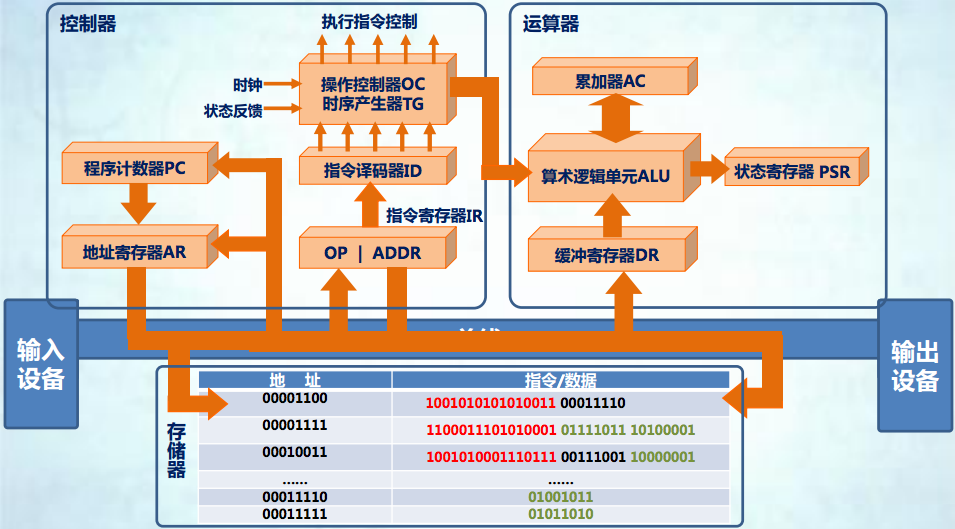 控制器
执行指令控制
时钟
状态反馈
操作控制器OC
时序产生器TG
程序计数器PC
指令译码器ID
指令寄存器IR
地址寄存器AR
OP | ADDR
运算器
累加器AC
算术逻辑单元ALU
状态寄存器 PSR
缓冲寄存器DR
输入
设备
输出
设备
存储器
地 址 指令/数据
00001100 1001010101010011 00011110
00001111 1100011101010001 01111011 10100001
00010011 1001010001110111 00111001 10000001
...... ......
00011110 01001011
00011111 01011010